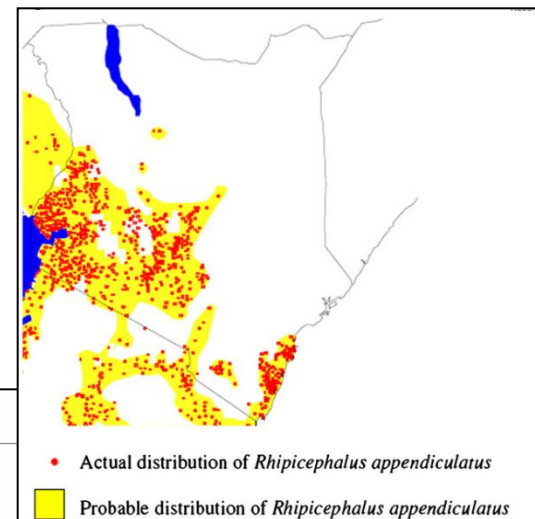 Actual distribution of Rhipicephalus appendiculatus
Probable distribution of Rhipicephalus appendiculatus